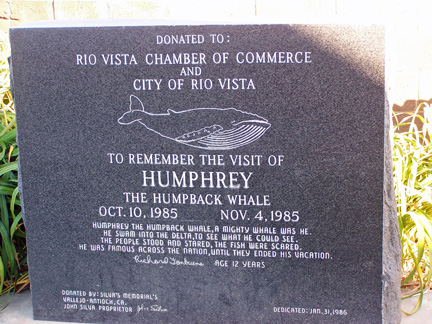 DONATED TO:
RIO VISTA CHAMBER OF COMMERCE
AND
CITY OF RIO VISTA
TO REMEMBER THE VISIT OF
HUMPHREY
THE HUMPBACK WHALE
OCT. 10, 1985 NOV. 4, 1985
HUMPHREY THE HUMPBACK WHALE, A MIGHTY WHALE WAS HE.
HE SWAM INTO THE DELTA, TO SEE WHAT HE COULD SEE.
THE PEOPLE STOOD AND STARED, THE FISH WERE SCARED.
HE WAS FAMOUS ACROSS THE NATION, UNTIL THEY ENDED HIS VACATION.
Richard AGE 12 YEARS
DONATED BY: SILVA'S MEMORIAL'S
VALLEJO-ANTIOCH, CA.
JOHN SILVA PROPRIETOR
DEDICATED: JAN. 31, 1986